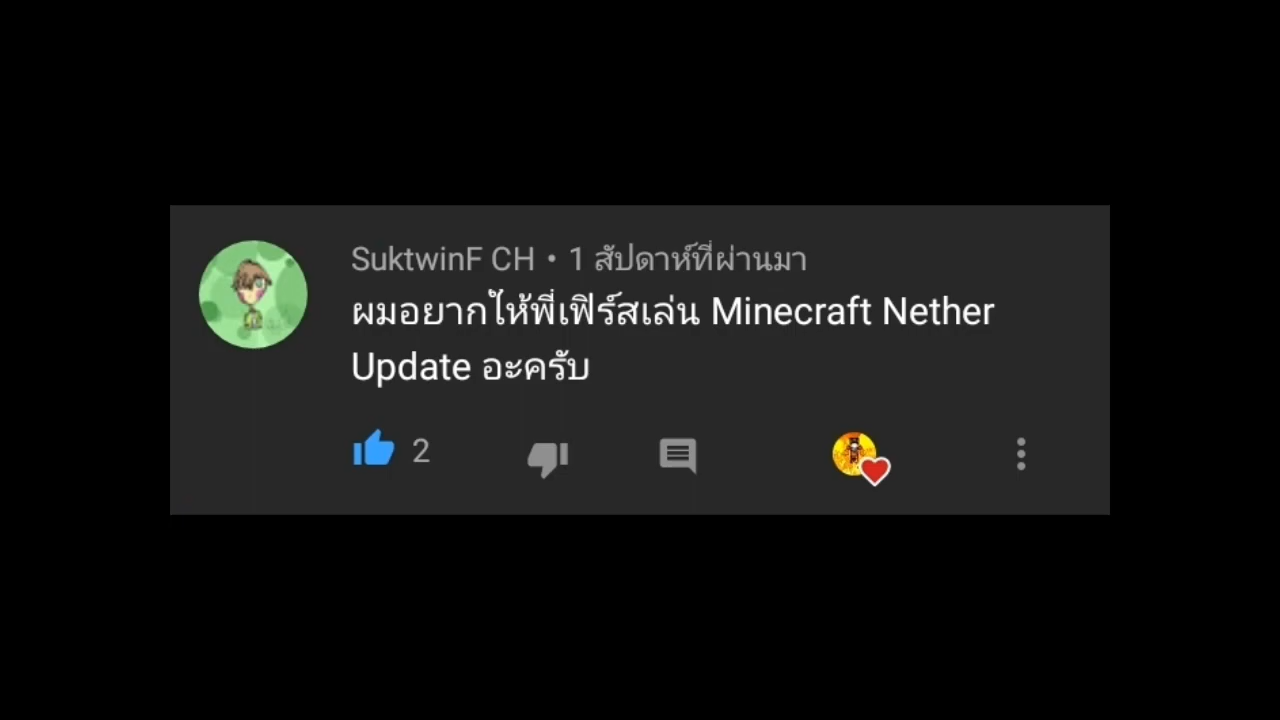 SuktwinF CH • 1 สัปดาห์ที่ผ่านมา
ผมอยากให้พี่เฟิร์สเล่น Minecraft Nether
Update อะครับ
2